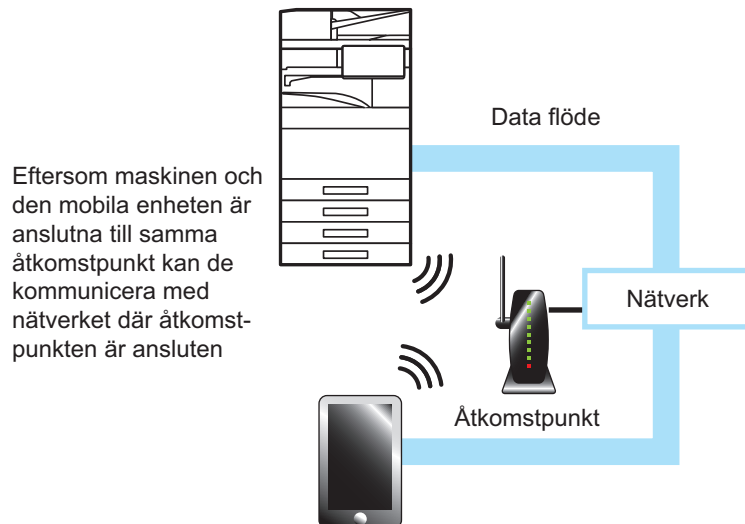 Data flöde
Eftersom maskinen och
den mobila enheten är
anslutna till samma
åtkomstpunkt kan de
kommunicera med
nätverket där åtkomst-
punkten är ansluten
Nätverk
Åtkomstpunkt